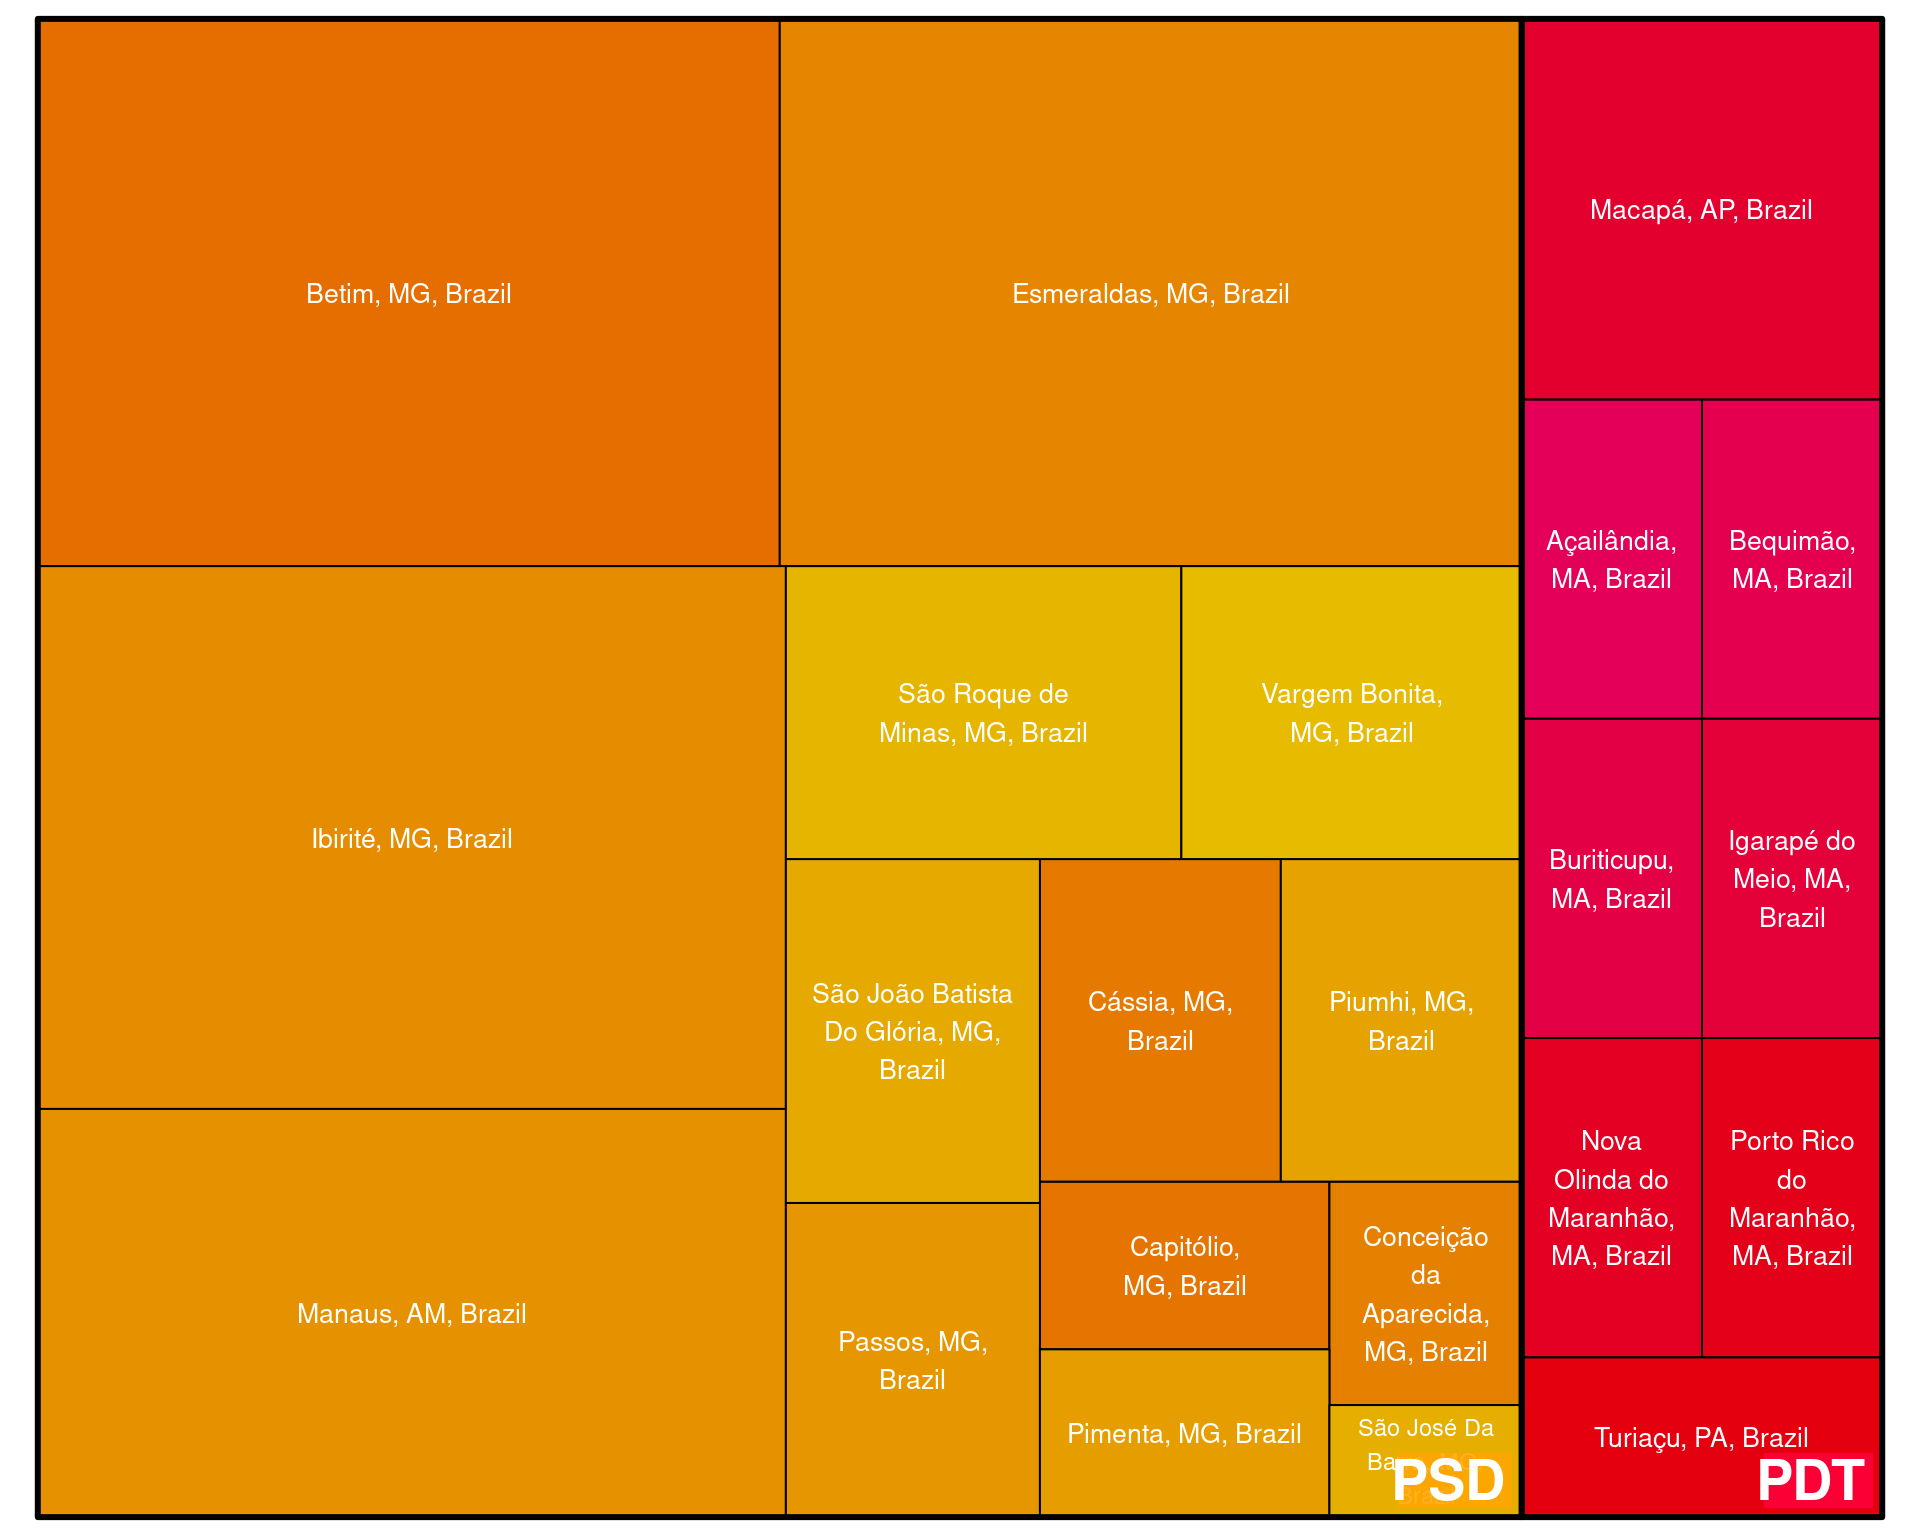 Betim, MG, Brazil
Esmeraldas, MG, Brazil
Ibirité, MG, Brazil
Manaus, AM, Brazil
São Roque de
Minas, MG, Brazil
Vargem Bonita,
MG, Brazil
São João Batista
Do Glória, MG,
Brazil
Cássia, MG,
Brazil
Piumhi, MG,
Brazil
Passos, MG,
Brazil
Capitólio,
MG, Brazil
Conceição
da
Aparecida,
MG, Brazil
Pimenta, MG, Brazil
São José Da
PSD
Macapá, AP, Brazil
Açailândia,
MA, Brazil
Bequimão,
MA, Brazil
Buriticupu,
MA, Brazil
Igarapé do
Meio, MA,
Brazil
Nova
Olinda do
Maranhão,
MA, Brazil
Porto Rico
do
Maranhão,
MA, Brazil
Turiaçu, PA, Brazil
PDT